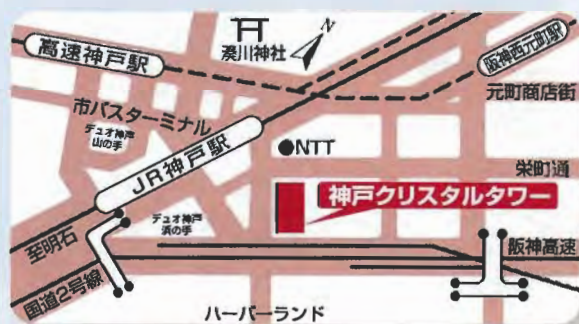 N
湊川神社
高速神戸駅
阪神西元町駅
元町商店街
市バスターミナル
デュオ神戸
山の手
JR神戸駅
NTT
栄町通
神戸クリスタルタワー
デュオ神戸
浜の手
至明石
阪神高速
国道2号線
ハーバーランド